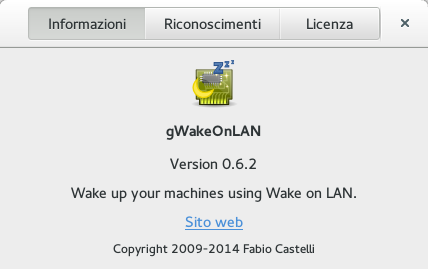 Informazioni Riconoscimenti Licenza
gWakeOnLAN
Version 0.6.2
Wake up your machines using Wake on LAN.
Sito web
Copyright 2009-2014 Fabio Castelli